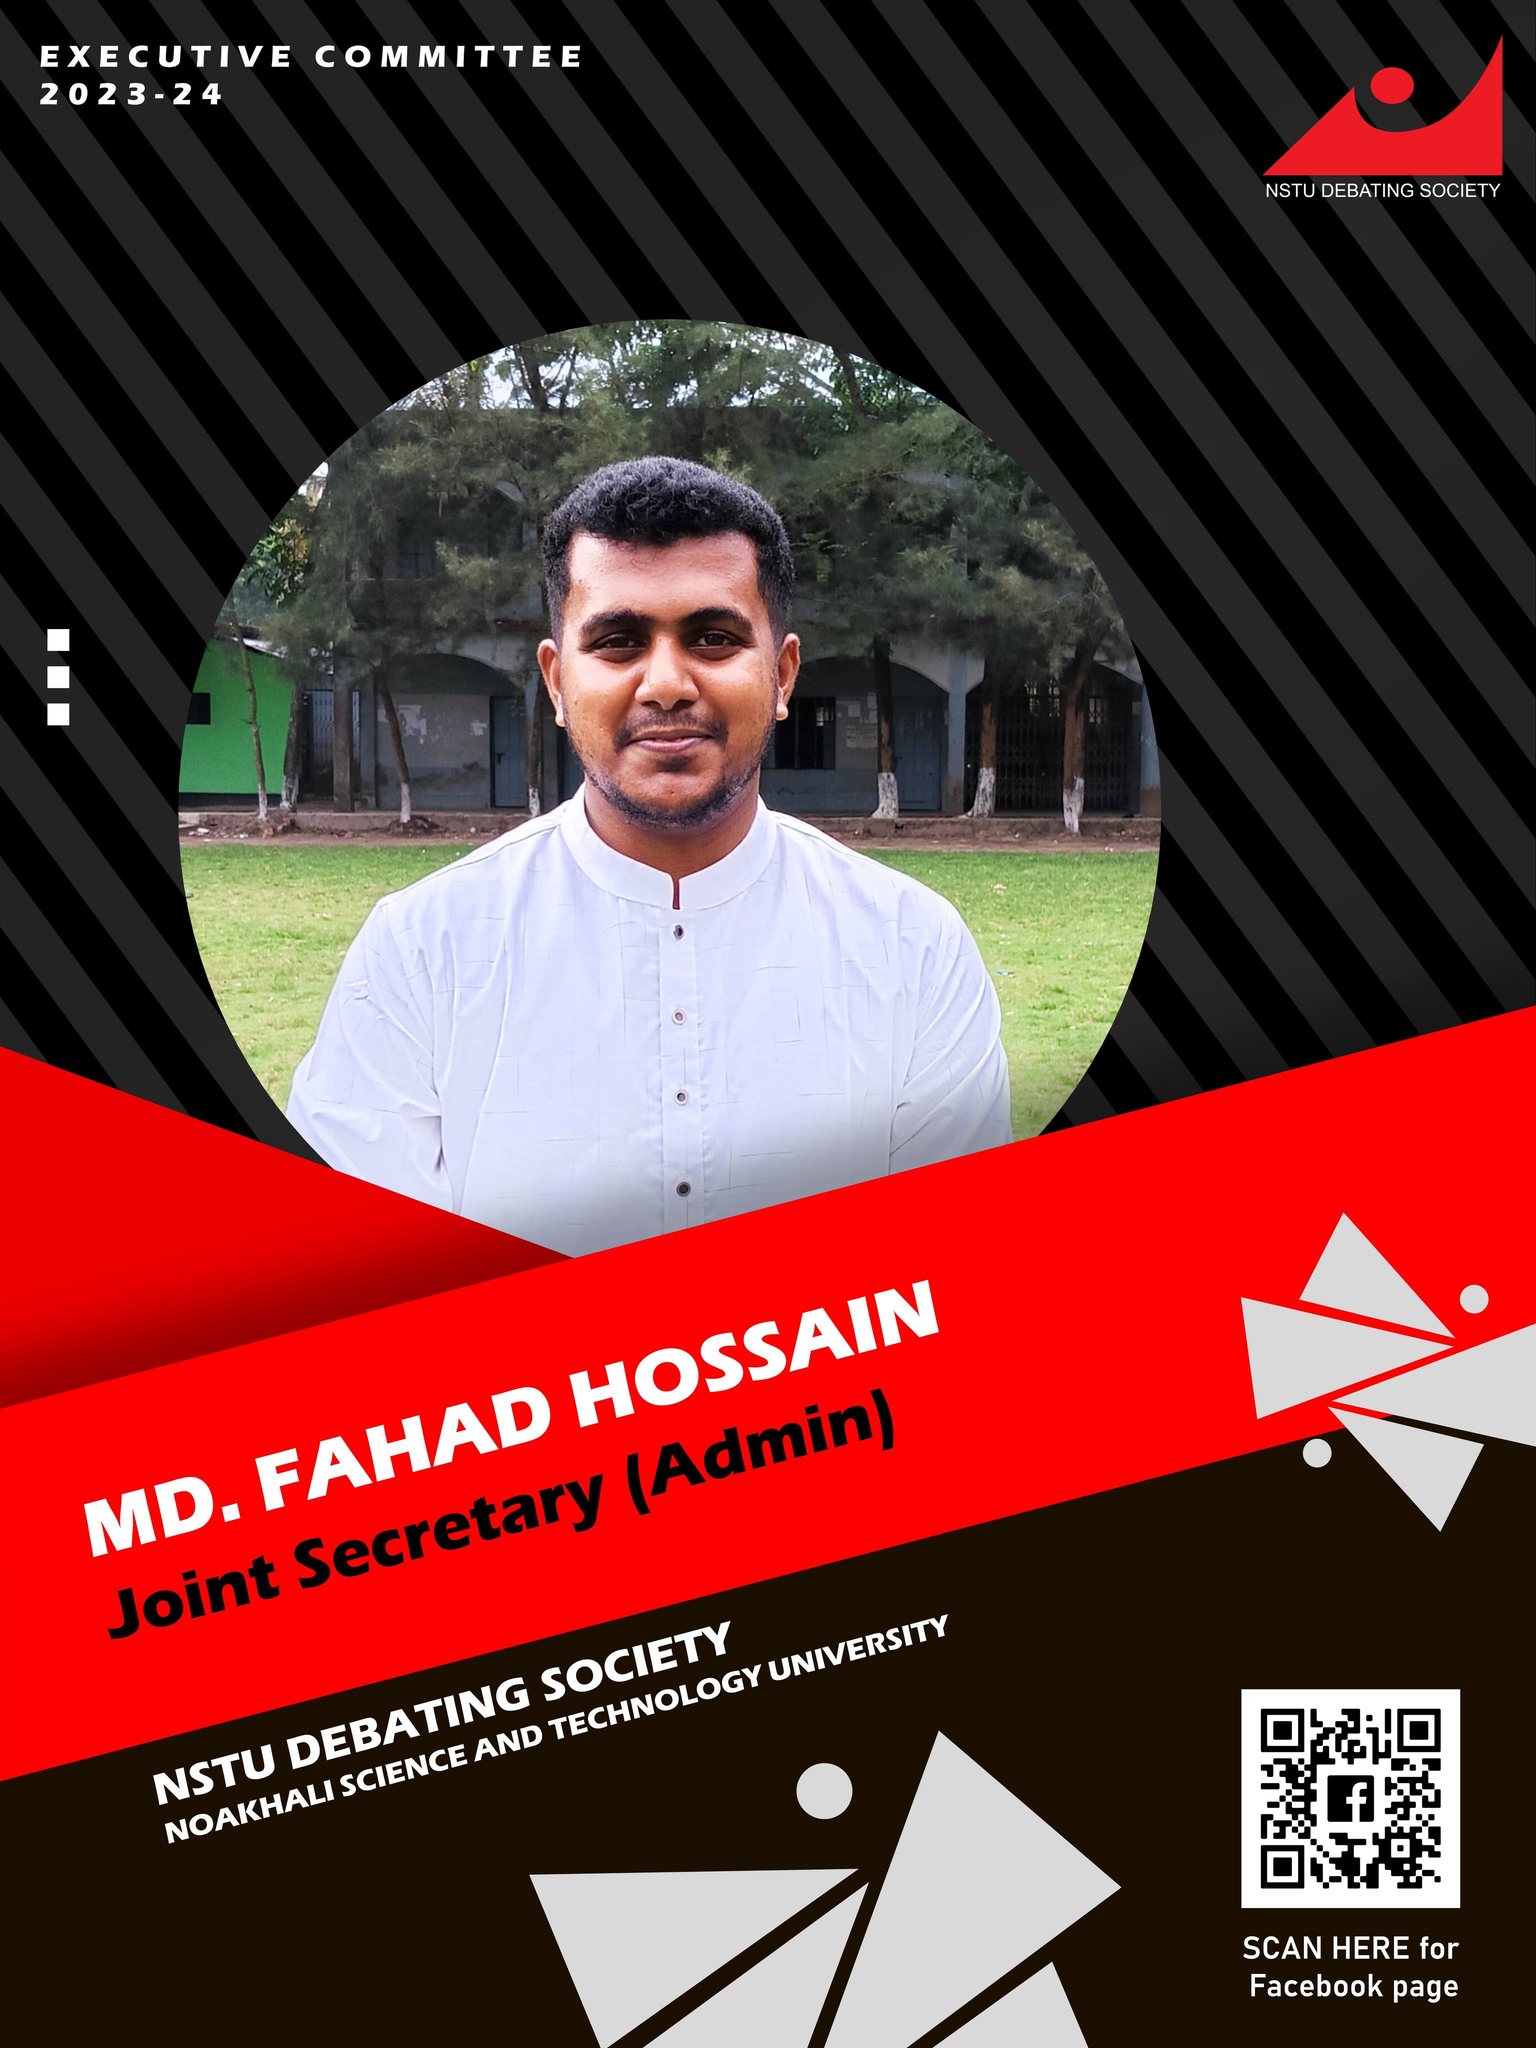 EXECUTIVE COMMITTEE
2023-24
NSTU DEBATING SOCIETY
MD. FAHAD HOSSAIN
Joint Secretary (Admin)
NSTU DEBATING SOCIETY
NOAKHALI SCIENCE AND TECHNOLOGY UNIVERSITY
SCAN HERE for
Facebook page